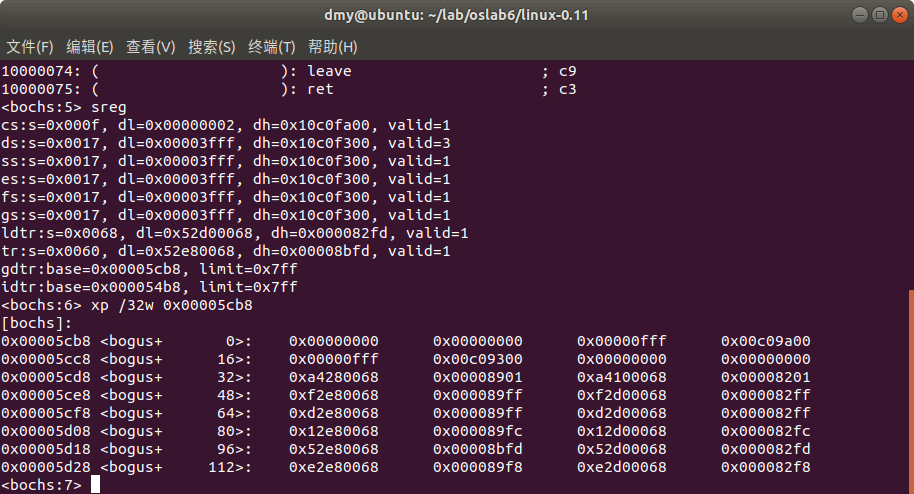 dmy@ubuntu: ~/lab/oslab6/linux-0.11
文件(F) 编辑(E) 查看(V) 搜索(S) 终端(T) 帮助(H)
10000074: (                    ): leave                     ; c9
10000075: (                    ): ret                       ; c3
<bochs:5> sreg
cs:s=0x000f, dl=0x00000002, dh=0x10c0fa00, valid=1
ds:s=0x0017, dl=0x00003fff, dh=0x10c0f300, valid=3
ss:s=0x0017, dl=0x00003fff, dh=0x10c0f300, valid=1
es:s=0x0017, dl=0x00003fff, dh=0x10c0f300, valid=1
fs:s=0x0017, dl=0x00003fff, dh=0x10c0f300, valid=1
gs:s=0x0017, dl=0x00003fff, dh=0x10c0f300, valid=1
ldtr:s=0x0068, dl=0x52d00068, dh=0x000082fd, valid=1
tr:s=0x0060, dl=0x52e80068, dh=0x00008bfd, valid=1
gdtr:base=0x00005cb8, limit=0x7ff
idtr:base=0x000054b8, limit=0x7ff
<bochs:6> xp /32w 0x00005cb8
[bochs]:
0x00005cb8 <bogus+       0>:    0x00000000      0x00000000      0x00000fff      0x00c09a00
0x00005cc8 <bogus+      16>:    0x00000fff      0x00c09300      0x00000000      0x00000000
0x00005cd8 <bogus+      32>:    0xa4280068      0x00008901      0xa4100068      0x00008201
0x00005ce8 <bogus+      48>:    0xf2e80068      0x000089ff      0xf2d00068      0x000082ff
0x00005cf8 <bogus+      64>:    0xd2e80068      0x000089ff      0xd2d00068      0x000082ff
0x00005d08 <bogus+      80>:    0x12e80068      0x000089fc      0x12d00068      0x000082fc
0x00005d18 <bogus+      96>:    0x52e80068      0x00008bfd      0x52d00068      0x000082fd
0x00005d28 <bogus+     112>:    0xe2e80068      0x000089f8      0xe2d00068      0x000082f8
<bochs:7>